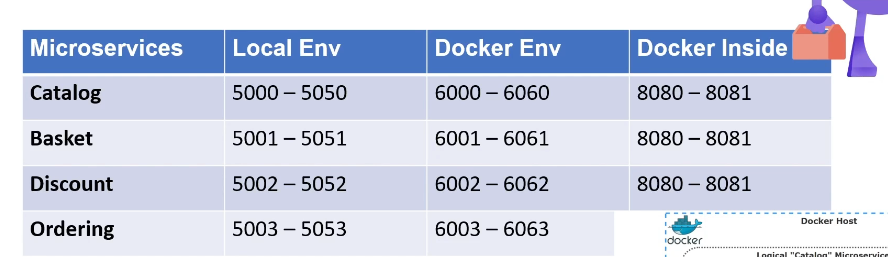 Microservices Local Env Docker Env Docker Inside
Catalog 5000 – 5050 6000 – 6060 8080 – 8081
Basket 5001 – 5051 6001 – 6061 8080 – 8081
Discount 5002 – 5052 6002 – 6062 8080 – 8081
Ordering 5003 – 5053 6003 – 6063
Docker Host
docker
Logical "Catalog" Microservice